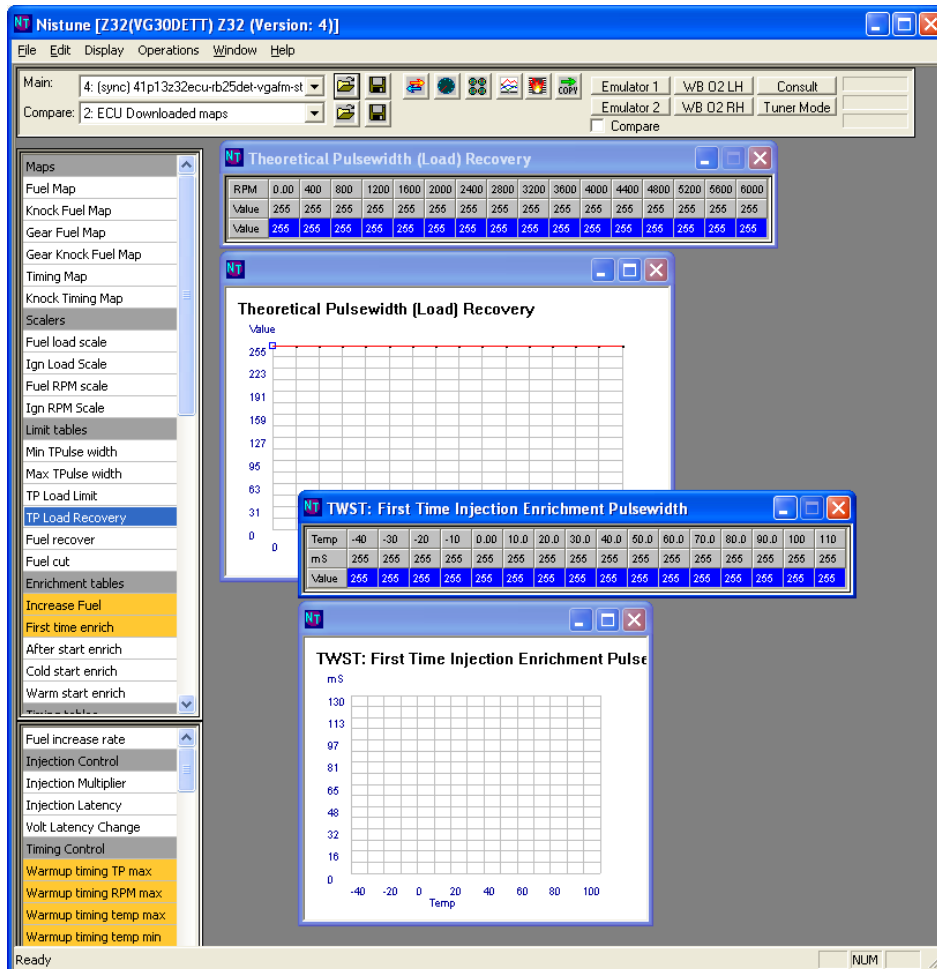 Nistune [Z32(VG30DETT) Z32 (Version: 4)]
File Edit Display Operations Window Help
Main: 4: (sync) 41p13z32ecu-rb25det-vgafm-st
Compare: 2: ECU Downloaded maps
COPY
Emulator 1 WB O2 LH Consult
Emulator 2 WB O2 RH Tuner Mode
Compare
Maps
Fuel Map
Knock Fuel Map
Gear Fuel Map
Gear Knock Fuel Map
Timing Map
Knock Timing Map
Scalers
Fuel load scale
Ign Load Scale
Fuel RPM scale
Ign RPM Scale
Limit tables
Min TPulse width
Max TPulse width
TP Load Limit
TP Load Recovery
Fuel recover
Fuel cut
Enrichment tables
Increase Fuel
First time enrich
After start enrich
Cold start enrich
Warm start enrich
Timing tables
Fuel increase rate
Injection Control
Injection Multiplier
Injection Latency
Volt Latency Change
Timing Control
Warmup timing TP max
Warmup timing RPM max
Warmup timing temp max
Warmup timing temp min
NT Theoretical Pulsewidth (Load) Recovery
RPM 0.00 400 800 1200 1600 2000 2400 2800 3200 3600 4000 4400 4800 5200 5600 6000
Value 255 255 255 255 255 255 255 255 255 255 255 255 255 255 255 255
Value 255 255 255 255 255 255 255 255 255 255 255 255 255 255 255 255
NT
Theoretical Pulsewidth (Load) Recovery
Value
255
223
191
159
127
95
63
31
0
0
NT TWST: First Time Injection Enrichment Pulsewidth
Temp -40 -30 -20 -10 0.00 10.0 20.0 30.0 40.0 50.0 60.0 70.0 80.0 90.0 100 110
mS 255 255 255 255 255 255 255 255 255 255 255 255 255 255 255 255
Value 255 255 255 255 255 255 255 255 255 255 255 255 255 255 255 255
NT
TWST: First Time Injection Enrichment Pulse
mS
130
113
97
81
65
48
32
16
0
-40 -20 0 20 40 60 80 100
Temp
Ready NUM